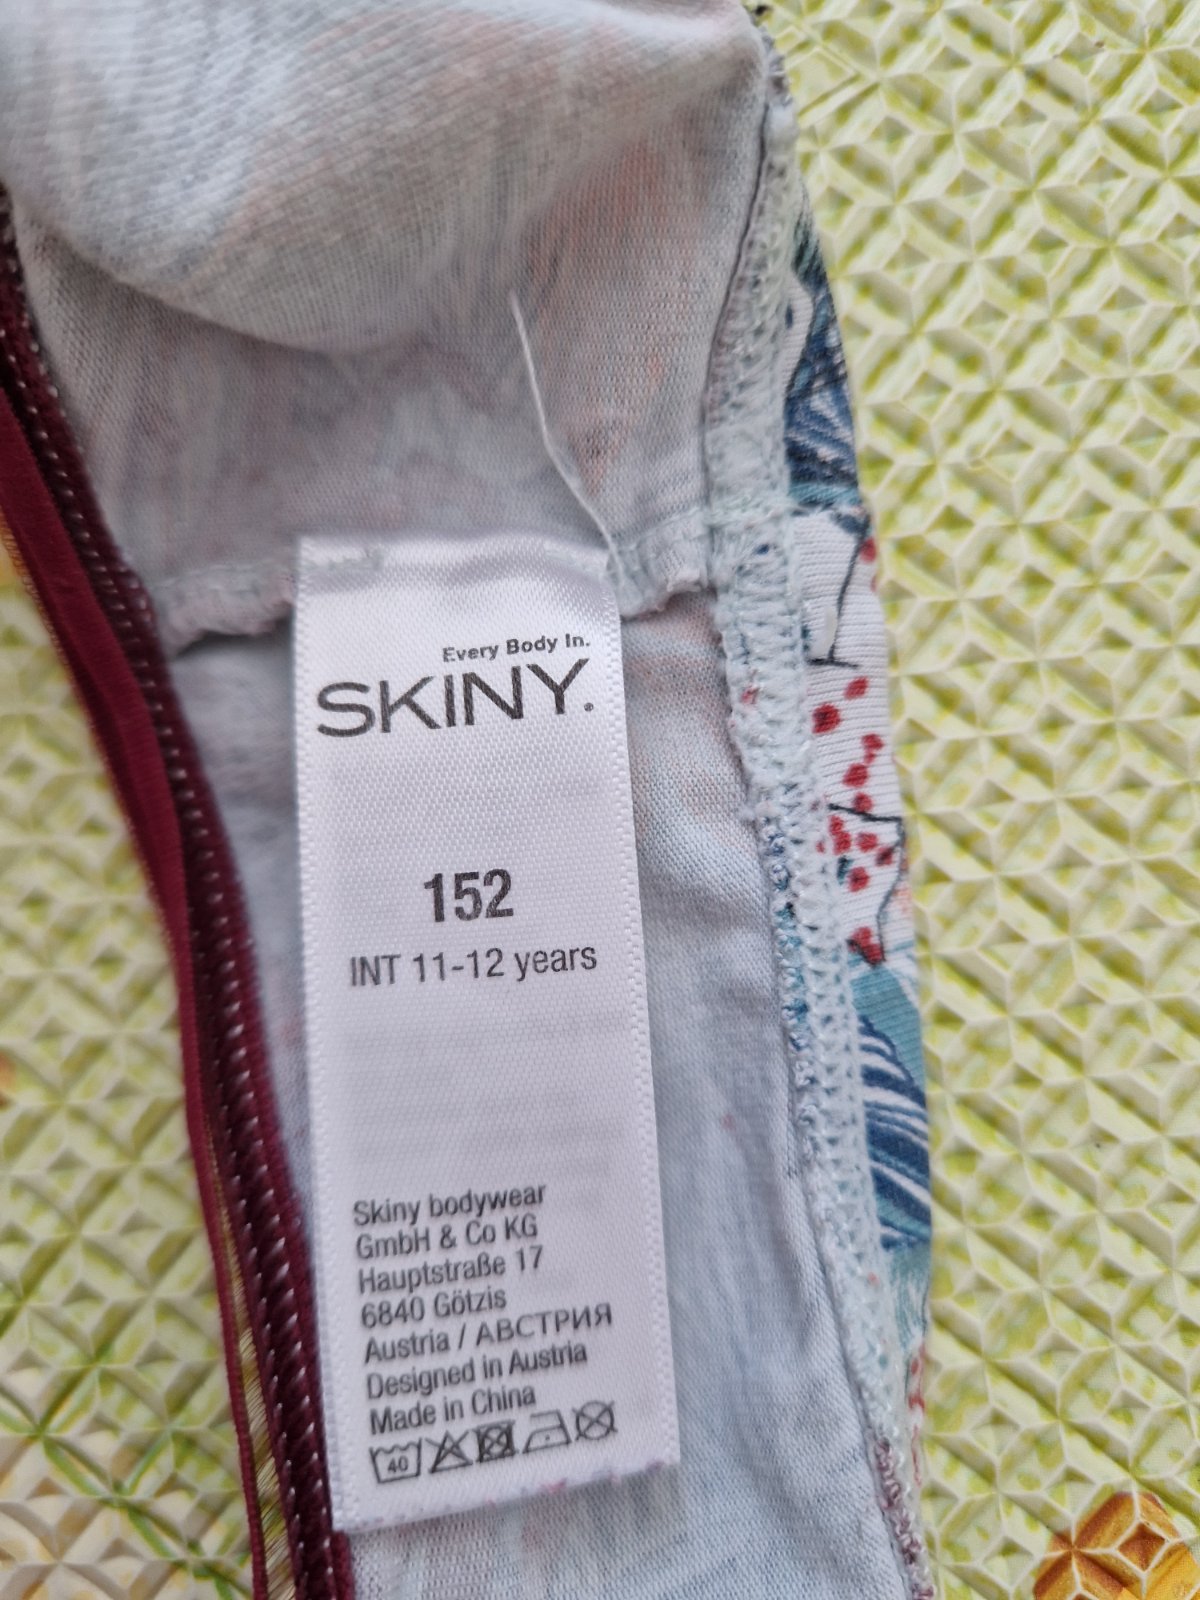 Every Body In.
SKINY.
152
INT 11-12 years
Skiny bodywear
GmbH & Co KG
Hauptstraße 17
6840 Götzis
Austria / АВСТРИЯ
Designed in Austria
Made in China
40